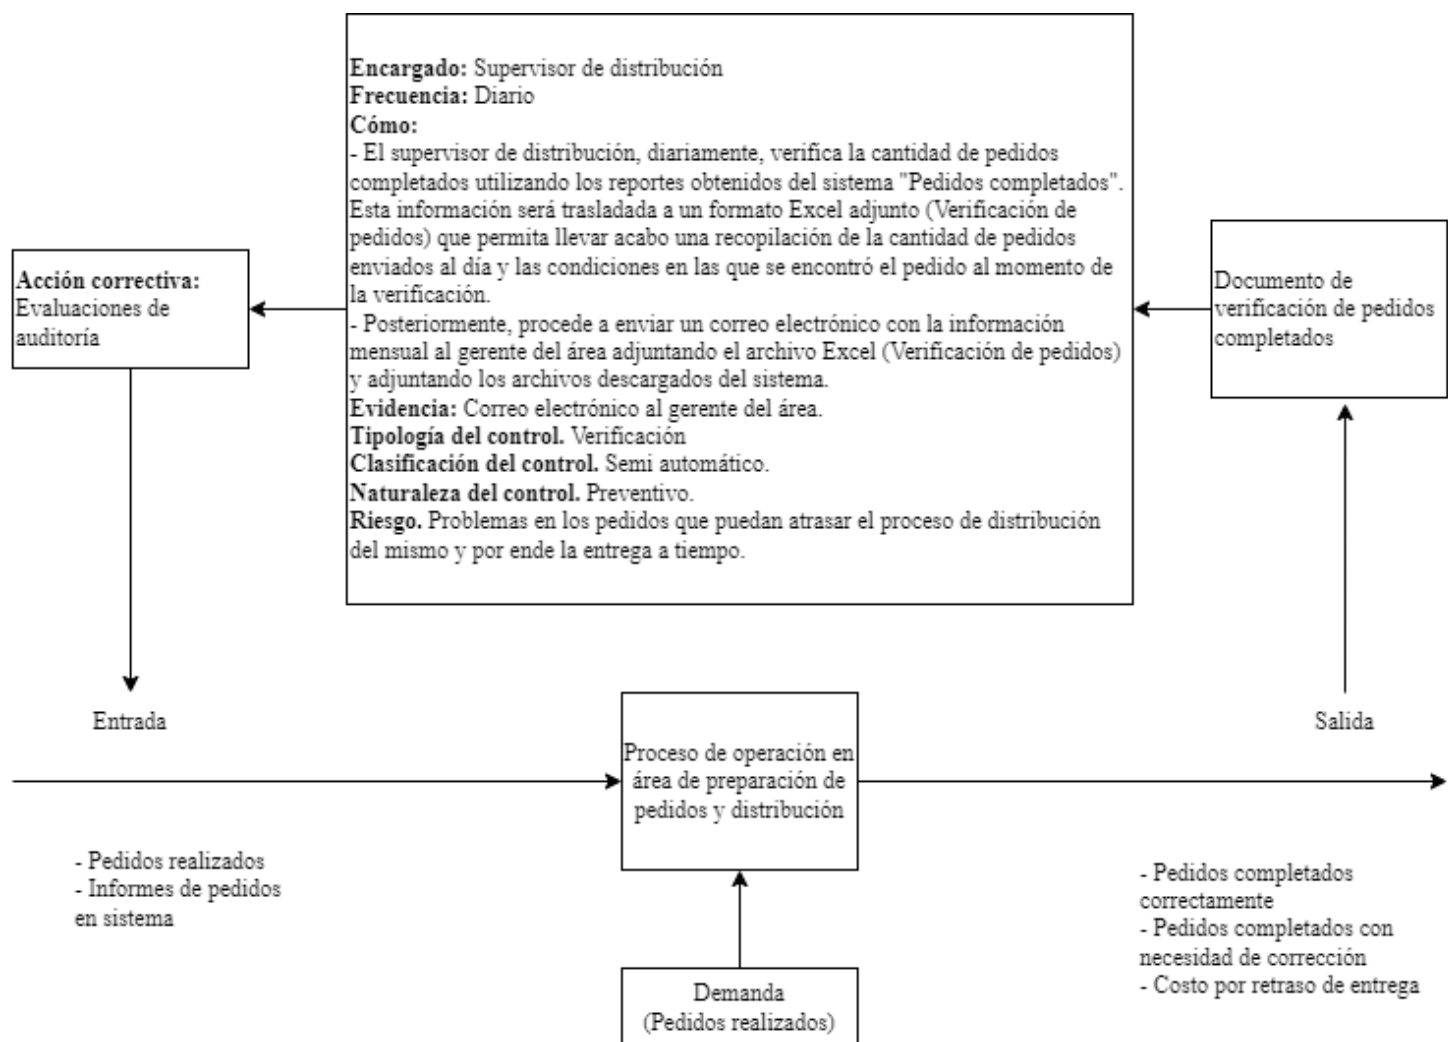 Encargado: Supervisor de distribución
Frecuencia: Diario
Cómo:
- El supervisor de distribución, diariamente, verifica la cantidad de pedidos
completados utilizando los reportes obtenidos del sistema "Pedidos completados".
Esta información será trasladada a un formato Excel adjunto (Verificación de
pedidos) que permita llevar acabo una recopilación de la cantidad de pedidos
enviados al día y las condiciones en las que se encontró el pedido al momento de
la verificación.
- Posteriormente, procede a enviar un correo electrónico con la información
mensual al gerente del área adjuntando el archivo Excel (Verificación de pedidos)
y adjuntando los archivos descargados del sistema.
Evidencia: Correo electrónico al gerente del área.
Tipología del control. Verificación
Clasificación del control. Semi automático.
Naturaleza del control. Preventivo.
Riesgo. Problemas en los pedidos que puedan atrasar el proceso de distribución
del mismo y por ende la entrega a tiempo.
Acción correctiva:
Evaluaciones de
auditoría
Documento de
verificación de pedidos
completados
Entrada
Salida
Proceso de operación en
área de preparación de
pedidos y distribución
- Pedidos realizados
- Informes de pedidos
en sistema
- Pedidos completados
correctamente
- Pedidos completados con
necesidad de corrección
- Costo por retraso de entrega
Demanda
(Pedidos realizados)